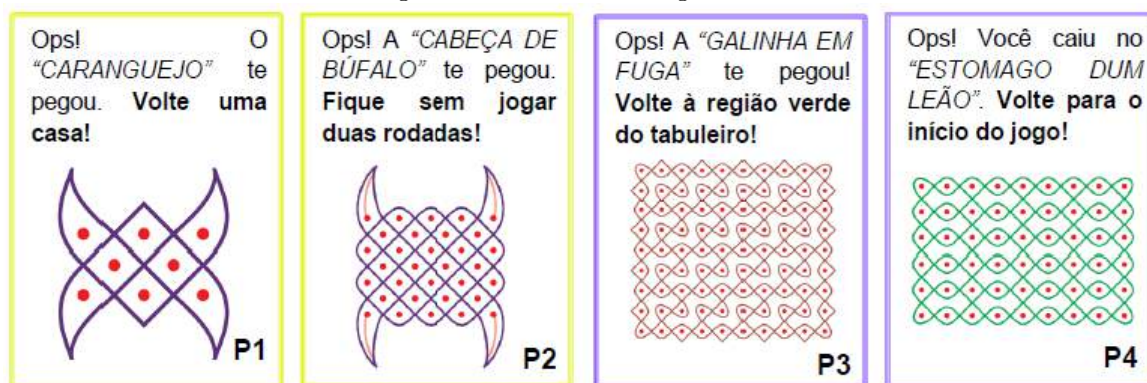 Ops! O
“CARANGUEJO” te
pegou. Volte uma
casa!
P1
Ops! A “CABEÇA DE
BÚFALO” te pegou.
Fique sem jogar
duas rodadas!
P2
Ops! A “GALINHA EM
FUGA” te pegou!
Volte à região verde
do tabuleiro!
P3
Ops! Você caiu no
“ESTOMAGO DUM
LEÃO”. Volte para o
início do jogo!
P4